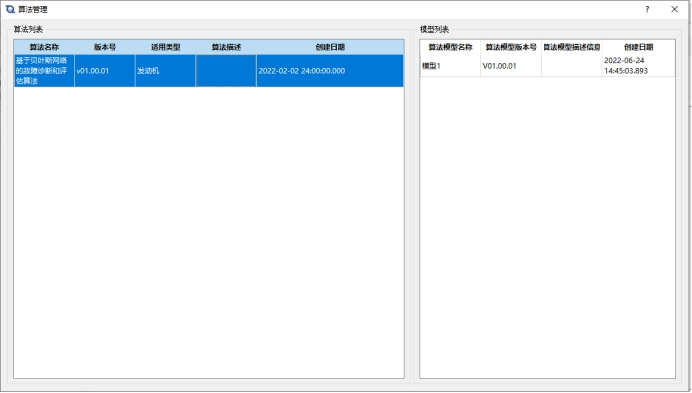 算法管理
算法列表
算法名称 版本号 适用类型 算法描述 创建日期
基于贝叶斯网络
的故障诊断和评
估算法
v01.00.01 发动机 2022-02-02 24:00:00.000
模型列表
算法模型名称 算法模型版本号 算法模型描述信息 创建日期
模型1 V01.00.01 2022-06-24
14:45:03.893